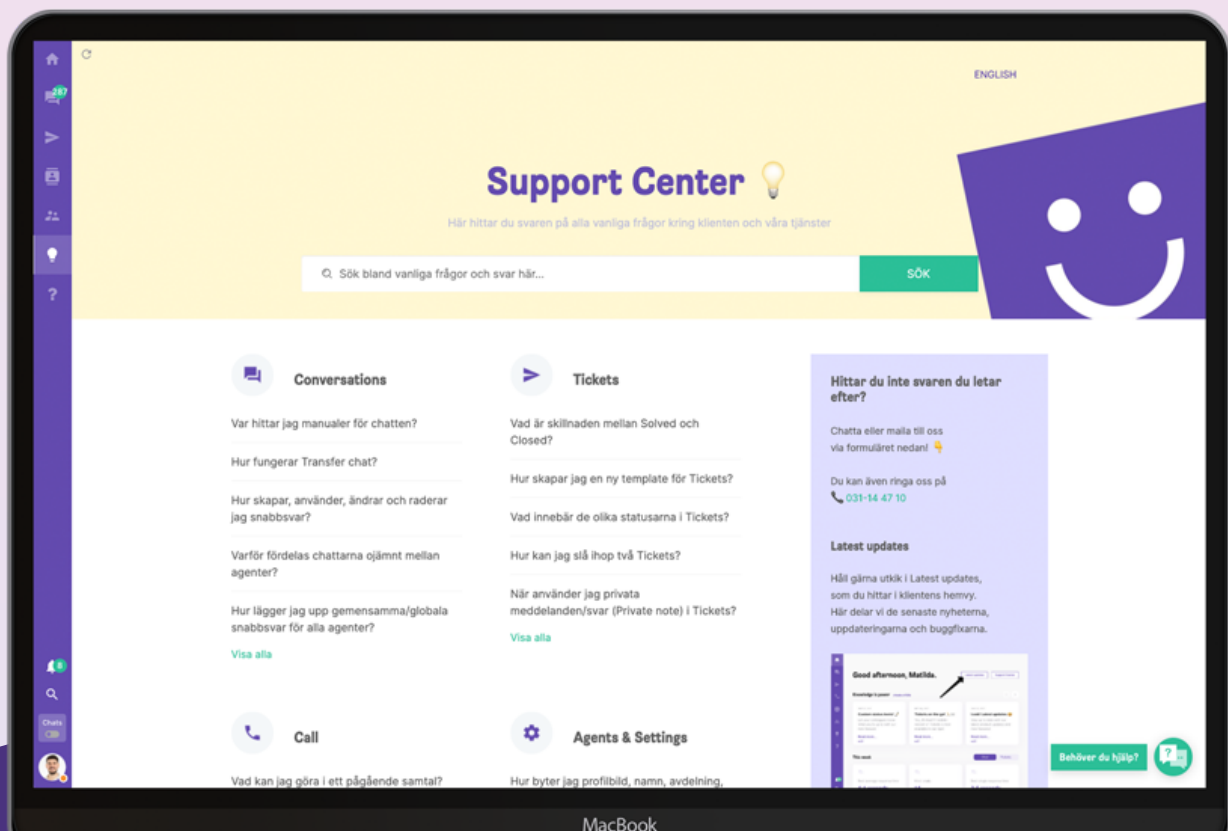 ENGLISH
287
Support Center
Här hittar du svaren på alla vanliga frågor kring klienten och våra tjänster
Sök bland vanliga frågor och svar här...
SÖK
Conversations
Var hittar jag manualer för chatten?
Hur fungerar Transfer chat?
Hur skapar, använder, ändrar och raderar
jag snabbsvar?
Varför fördelas chattarna ojämnt mellan
agenter?
Hur lägger jag upp gemensamma/globala
snabbsvar för alla agenter?
Visa alla
Tickets
Vad är skillnaden mellan Solved och
Closed?
Hur skapar jag en ny template för Tickets?
Vad innebär de olika statusarna i Tickets?
Hur kan jag slå ihop två Tickets?
När använder jag privata
meddelanden/svar (Private note) i Tickets?
Visa alla
Hittar du inte svaren du letar
efter?
Chatta eller maila till oss
via formuläret nedan! 👇
Du kan även ringa oss på
📞 031-14 47 10
Latest updates
Håll gärna utkik i Latest updates,
som du hittar i klientens hemvy.
Här delar vi de senaste nyheterna,
uppdateringarna och buggfixarna.
Good afternoon, Matilda.
Call
Vad kan jag göra i ett pågående samtal?
Agents & Settings
Hur byter jag profilbild, namn, avdelning,
8
Chats
Behöver du hjälp?
MacBook